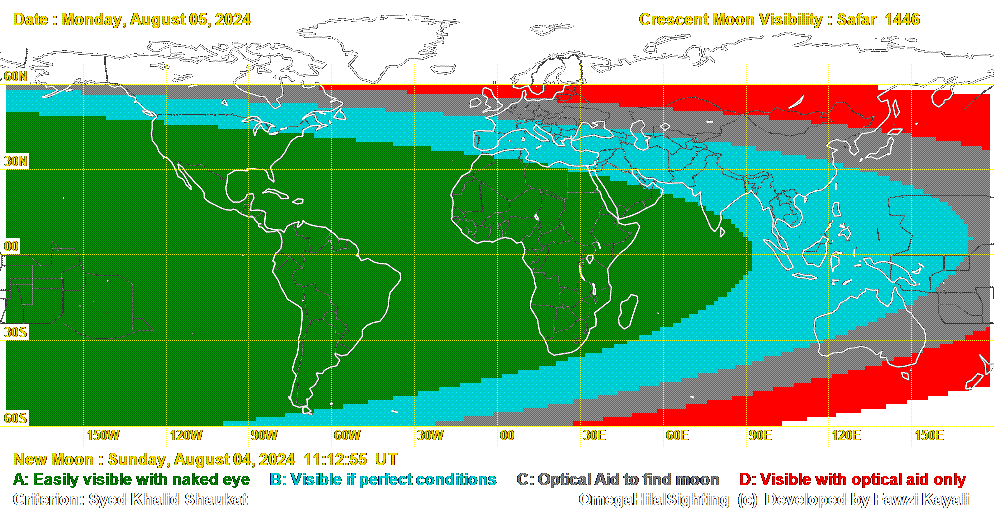 Date : Monday, August 05, 2024 Crescent Moon Visibility : Safar 1446
60N
30N
00
30S
60S
150W 120W 90W 60W 30W 00 30E 60E 90E 120E 150E
New Moon : Sunday, August 04, 2024 11:12:55 UT
A: Easily visible with naked eye B: Visible if perfect conditions C: Optical Aid to find moon D: Visible with optical aid only
Criterion: Syed Khalid Shaukat OmegaHilalSighting (c) Developed by Fawzi Kayali